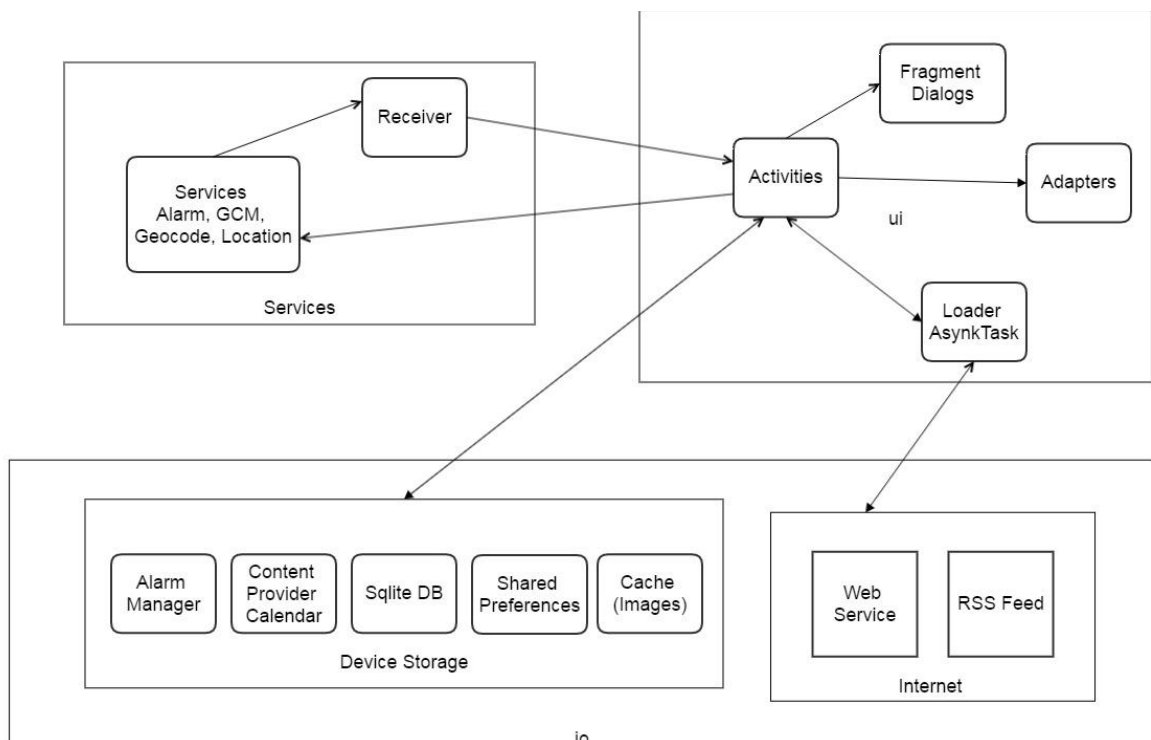 Receiver
Services
Alarm, GCM,
Geocode, Location
Services
Fragment
Dialogs
Activities
Adapters
ui
Loader
AsynkTask
Alarm
Manager
Content
Provider
Calendar
Sqlite DB
Shared
Preferences
Cache
(Images)
Device Storage
Web
Service
RSS Feed
Internet
io